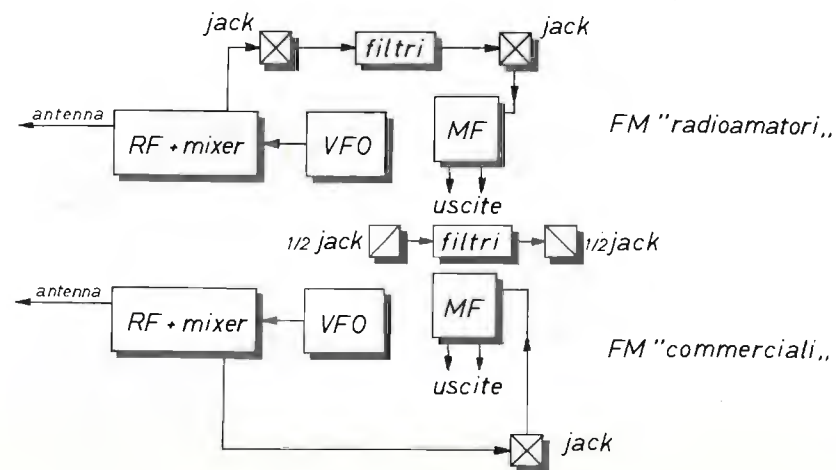 jack
filtri
jack
antenna
RF + mixer
VFO
MF
FM "radioamatori„
uscite
1/2 jack
filtri
1/2 jack
antenna
RF + mixer
VFO
MF
FM "commerciali„
uscite
jack